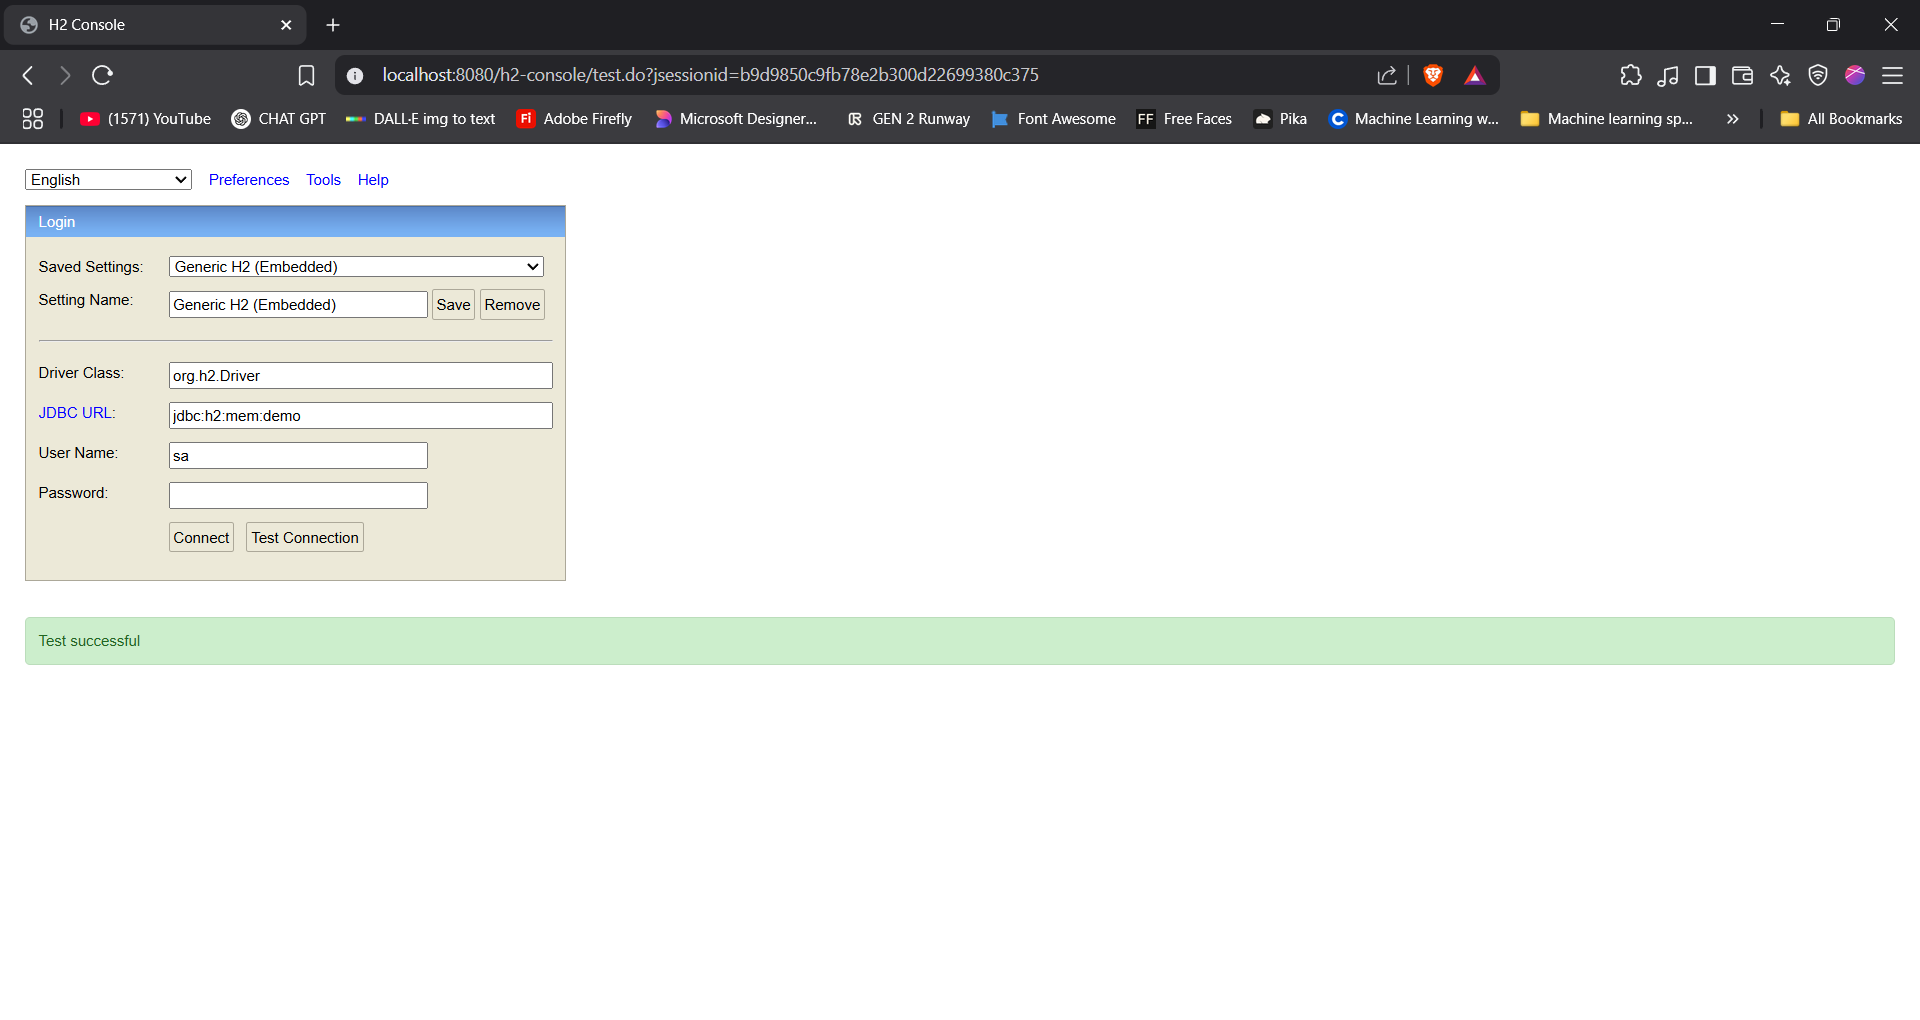 H2 Console
localhost:8080/h2-console/test.do?jsessionid=b9d9850c9fb78e2b300d22699380c375
(1571) YouTube CHAT GPT DALL·E img to text Fi Adobe Firefly Microsoft Designer... GEN 2 Runway Font Awesome FF Free Faces Pika C Machine Learning w... Machine learning sp... » All Bookmarks
English Preferences Tools Help
Login
Saved Settings: Generic H2 (Embedded)
Setting Name: Generic H2 (Embedded) Save Remove
Driver Class: org.h2.Driver
JDBC URL: jdbc:h2:mem:demo
User Name: sa
Password:
Connect Test Connection
Test successful